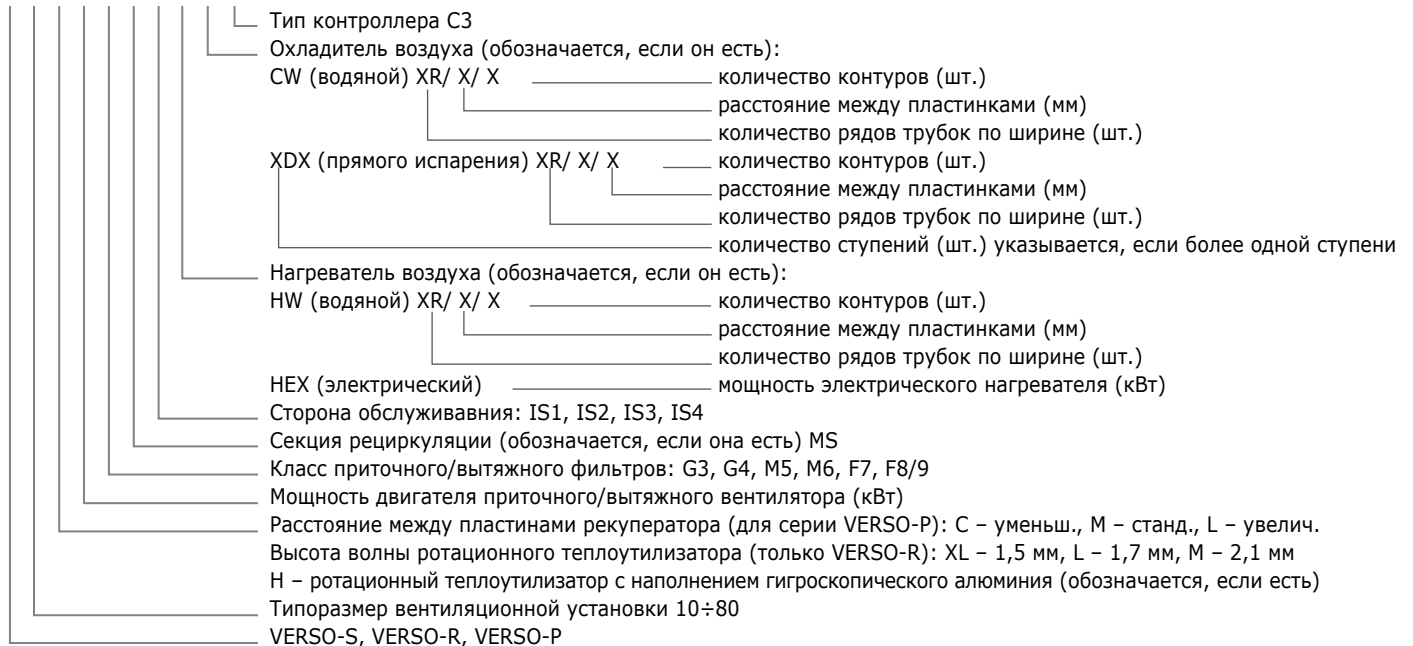 Тип контроллера C3
Охладитель воздуха (обозначается, если он есть):
CW (водяной) XR/ X/ X количество контуров (шт.)
расстояние между пластинками (мм)
количество рядов трубок по ширине (шт.)
XDX (прямого испарения) XR/ X/ X количество контуров (шт.)
расстояние между пластинками (мм)
количество рядов трубок по ширине (шт.)
количество ступений (шт.) указывается, если более одной ступени
Нагреватель воздуха (обозначается, если он есть):
HW (водяной) XR/ X/ X количество контуров (шт.)
расстояние между пластинками (мм)
количество рядов трубок по ширине (шт.)
HEX (электрический) мощность электрического нагревателя (кВт)
Сторона обслуживавния: IS1, IS2, IS3, IS4
Секция рециркуляции (обозначается, если она есть) MS
Класс приточного/вытяжного фильтров: G3, G4, M5, M6, F7, F8/9
Мощность двигателя приточного/вытяжного вентилятора (кВт)
Расстояние между пластинами рекуператора (для серии VERSO-P): C – уменьш., M – станд., L – увелич.
Высота волны ротационного теплоутилизатора (только VERSO-R): XL – 1,5 мм, L – 1,7 мм, M – 2,1 мм
H – ротационный теплоутилизатор с наполнением гигроскопического алюминия (обозначается, если есть)
Типоразмер вентиляционной установки 10÷80
VERSO-S, VERSO-R, VERSO-P